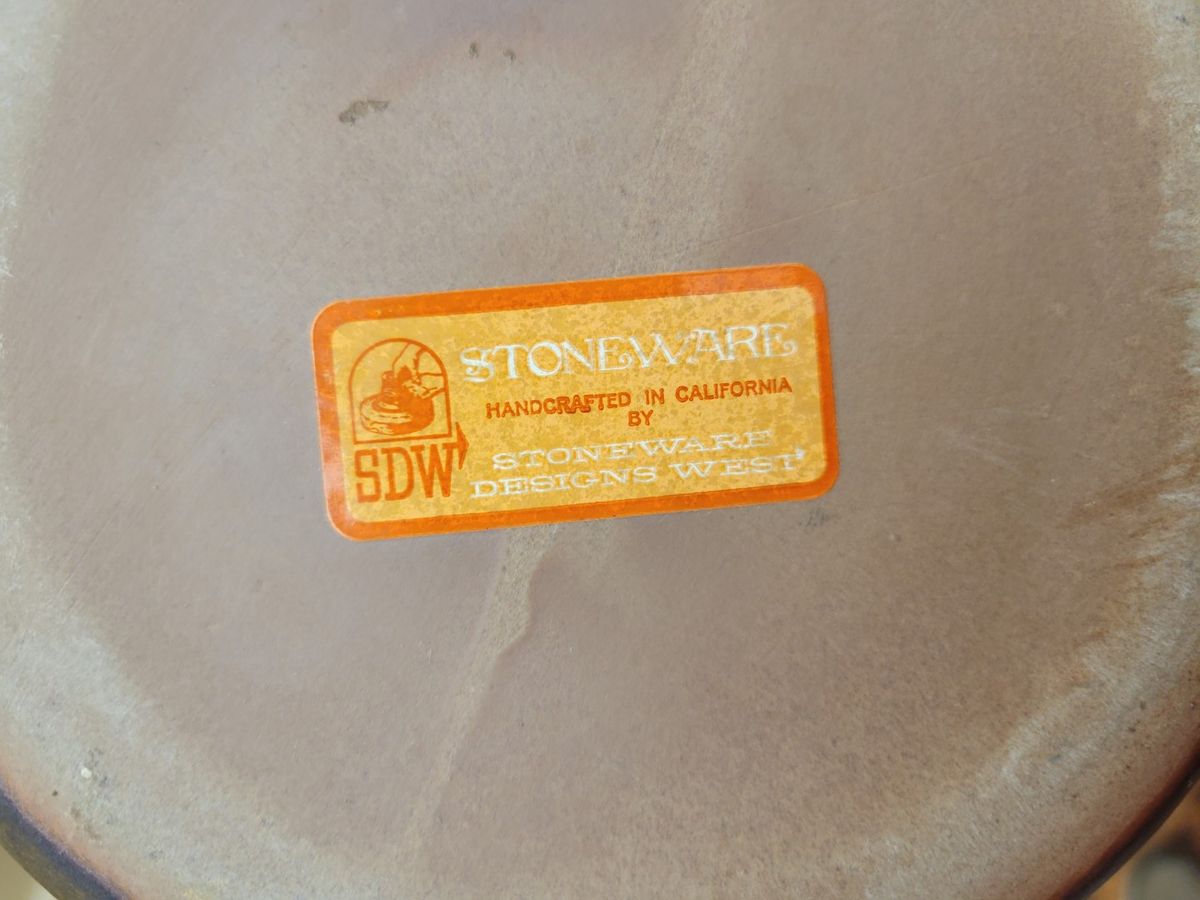 STONEWARE
HANDCRAFTED IN CALIFORNIA
BY
STONEWARE
DESIGNS WEST
SDW